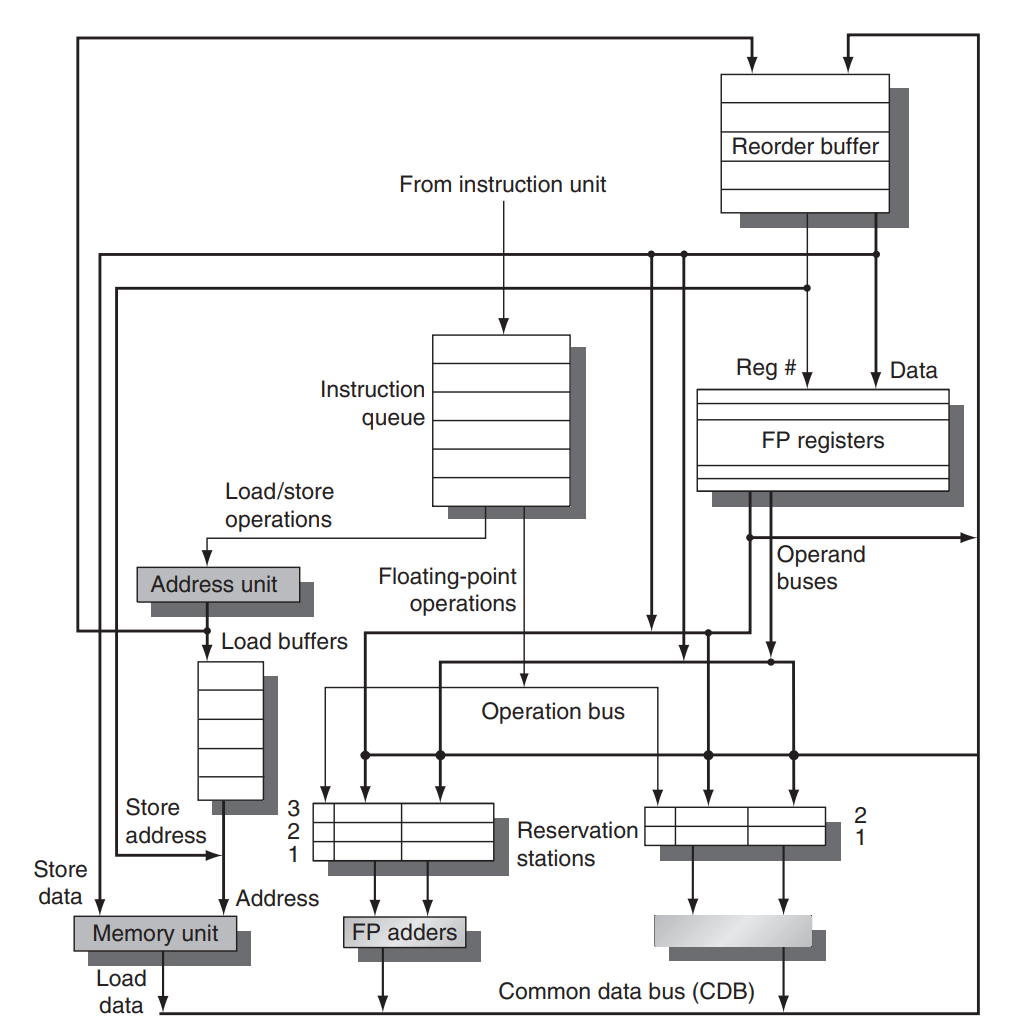 Reorder buffer
From instruction unit
Reg #
Data
Instruction
queue
FP registers
Load/store
operations
Operand
buses
Address unit
Floating-point
operations
Load buffers
Operation bus
Store
address
3
2
1
Reservation
stations
2
1
Store
data
Address
Memory unit
FP adders
Load
data
Common data bus (CDB)